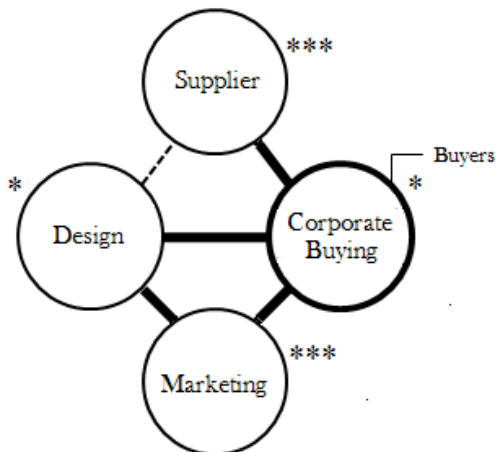 ***
Supplier
Buyers
*
*
Design
Corporate
Buying
***
Marketing